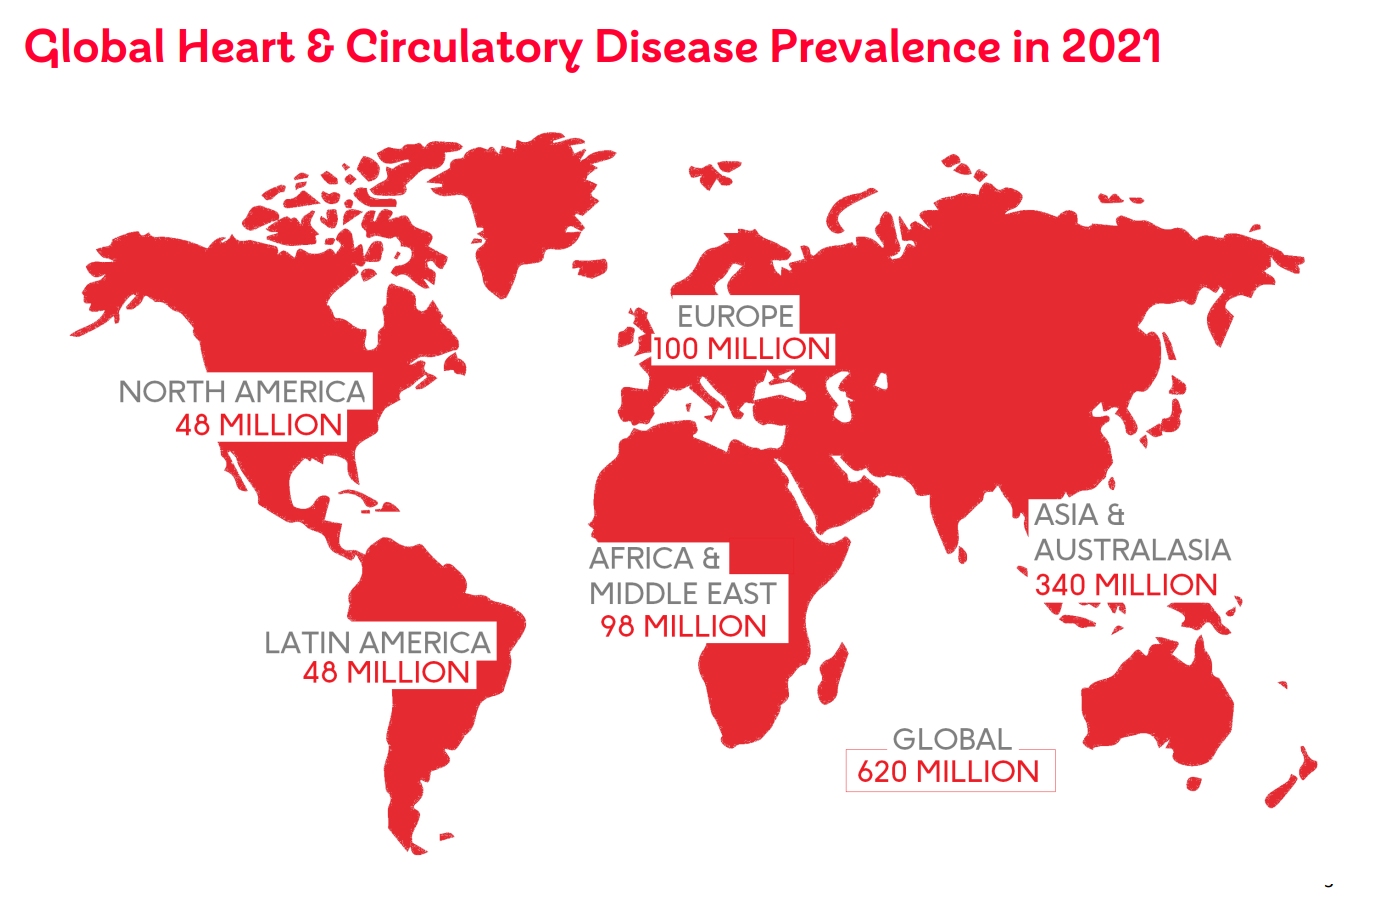 Global Heart & Circulatory Disease Prevalence in 2021
EUROPE
100 MILLION
NORTH AMERICA
48 MILLION
ASIA &
AUSTRALASIA
340 MILLION
AFRICA &
MIDDLE EAST
98 MILLION
LATIN AMERICA
48 MILLION
GLOBAL
620 MILLION